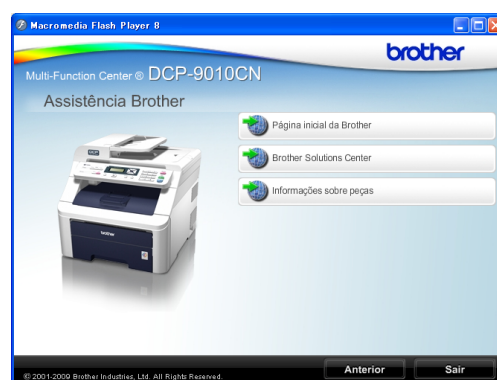 Macromedia Flash Player 8
brother
Multi-Function Center ® DCP-9010CN
Assistência Brother
Página inicial da Brother
Brother Solutions Center
Informações sobre peças
brother
© 2001-2009 Brother Industries, Ltd. All Rights Reserved.
Anterior
Sair